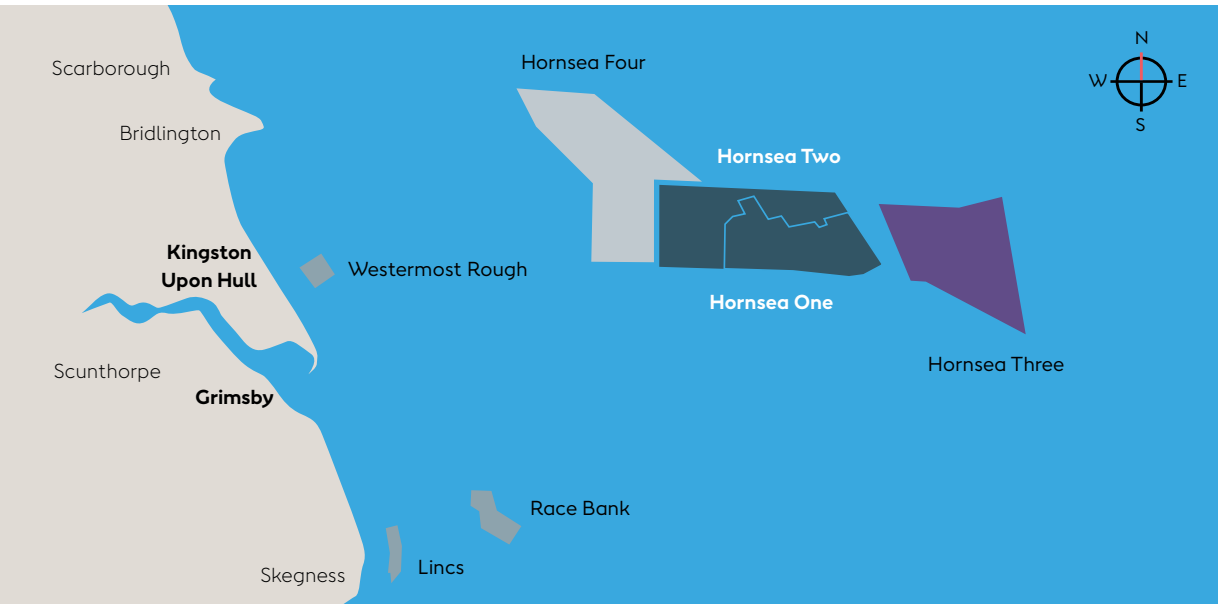 N
Hornsea Four
Scarborough
W
E
S
Bridlington
Hornsea Two
Kingston
Upon Hull
Westermost Rough
Hornsea One
Hornsea Three
Scunthorpe
Grimsby
Race Bank
Lincs
Skegness